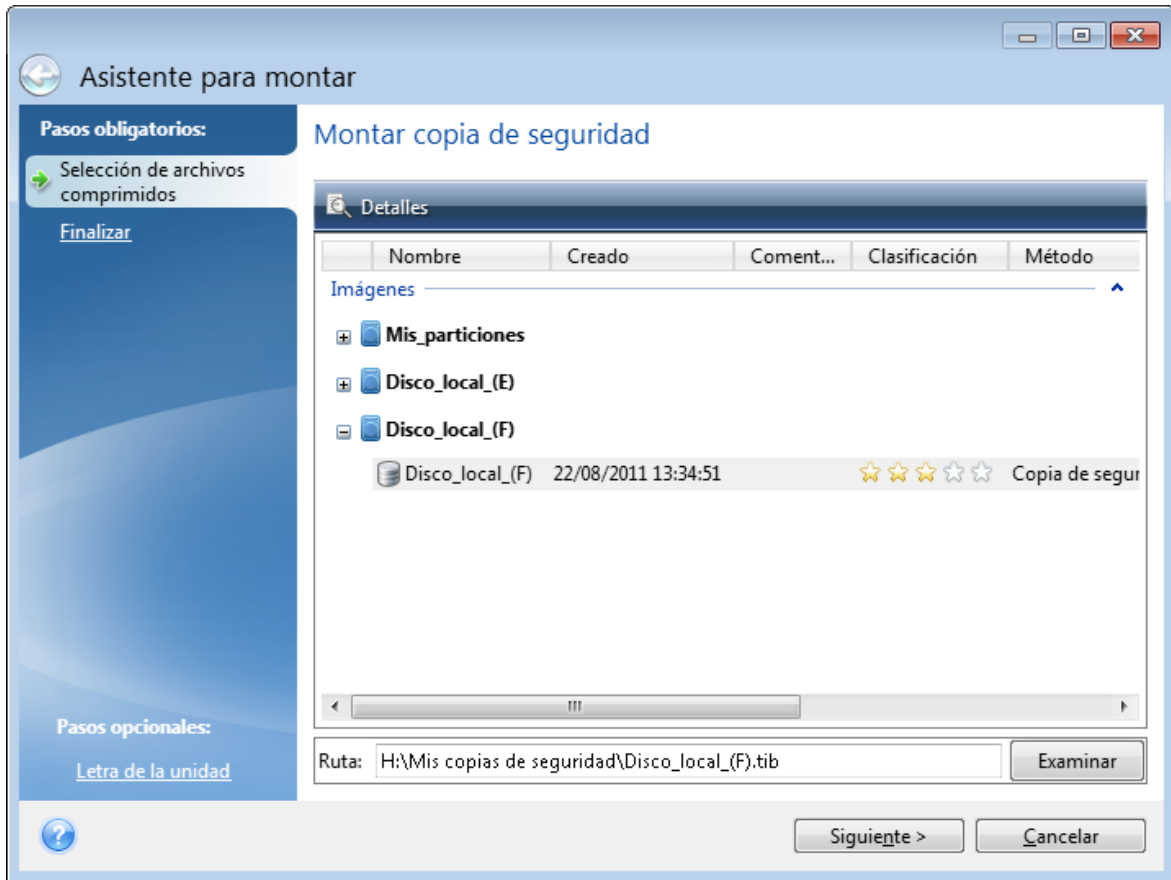 Asistente para montar
Pasos obligatorios:
Selección de archivos
comprimidos
Finalizar
Montar copia de seguridad
Detalles
Nombre Creado Coment... Clasificación Método
Imágenes
Mis_particiones
Disco_local_(E)
Disco_local_(F)
Disco_local_(F) 22/08/2011 13:34:51 Copia de segur
Pasos opcionales:
Letra de la unidad
Ruta: H:\Mis copias de seguridad\Disco_local_(F).tib Examinar
Siguiente > Cancelar